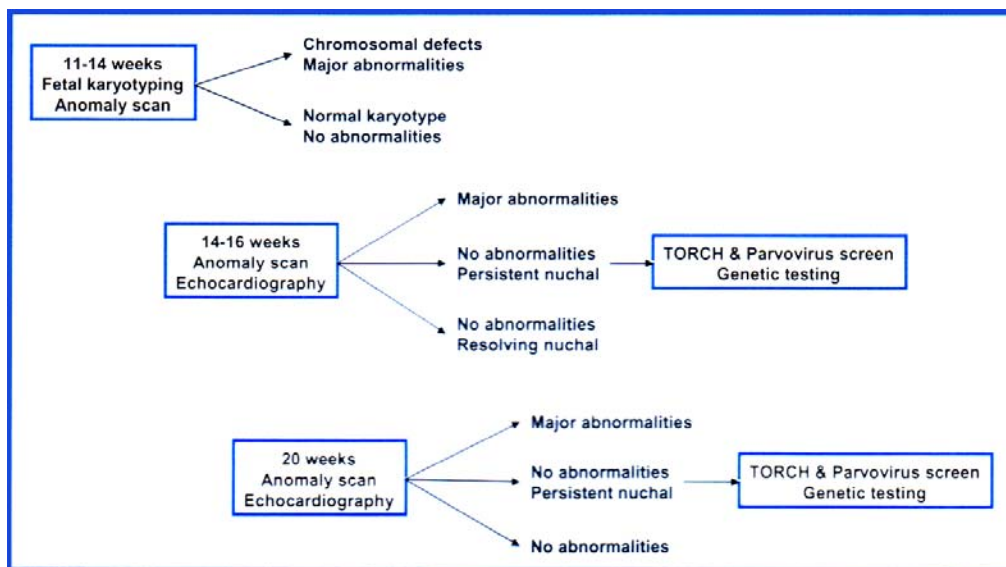 11-14 weeks
Fetal karyotyping
Anomaly scan
Chromosomal defects
Major abnormalities
Normal karyotype
No abnormalities
14-16 weeks
Anomaly scan
Echocardiography
Major abnormalities
No abnormalities
Persistent nuchal
TORCH & Parvovirus screen
Genetic testing
No abnormalities
Resolving nuchal
20 weeks
Anomaly scan
Echocardiography
Major abnormalities
No abnormalities
Persistent nuchal
TORCH & Parvovirus screen
Genetic testing
No abnormalities